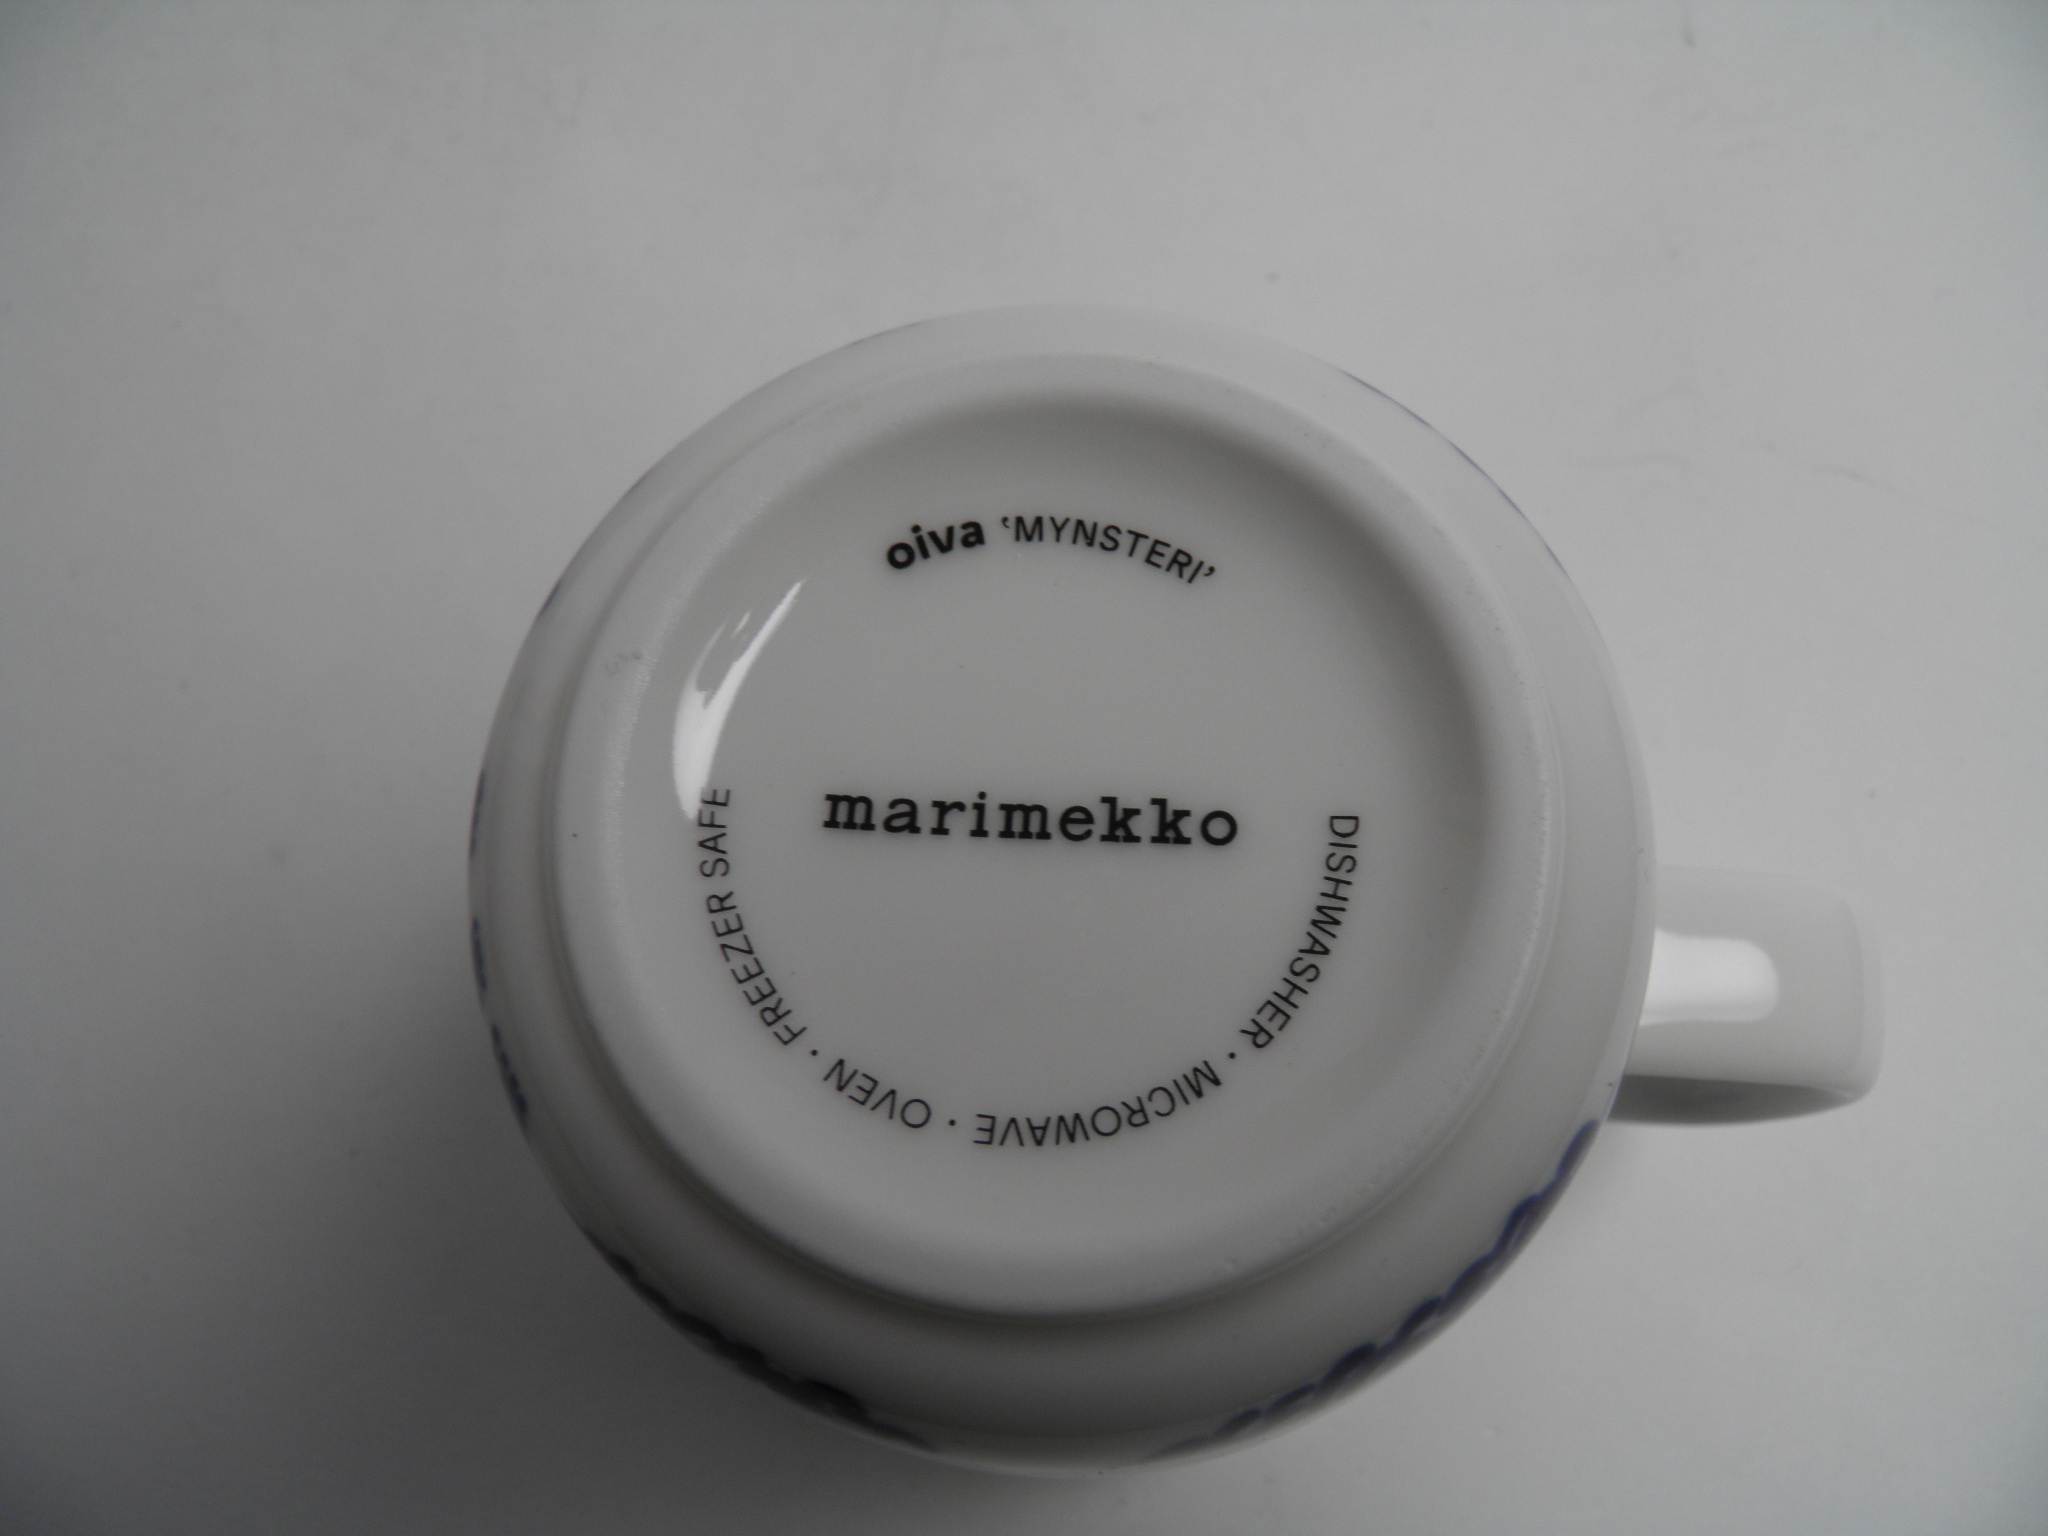 oiva 'MYNSTERI'
marimekko
DISHWASHER · MICROWAVE · OVEN · FREEZER SAFE